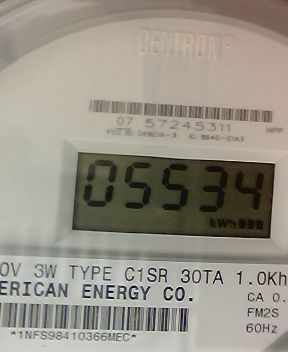 CENTRON®
07 57245311
HPP
05534
kWh
0V 3W TYPE C1SR 30TA 1.0Kh
ERICAN ENERGY CO.
CA 0.
FM2S
60Hz
*1NFS98410366MEC*